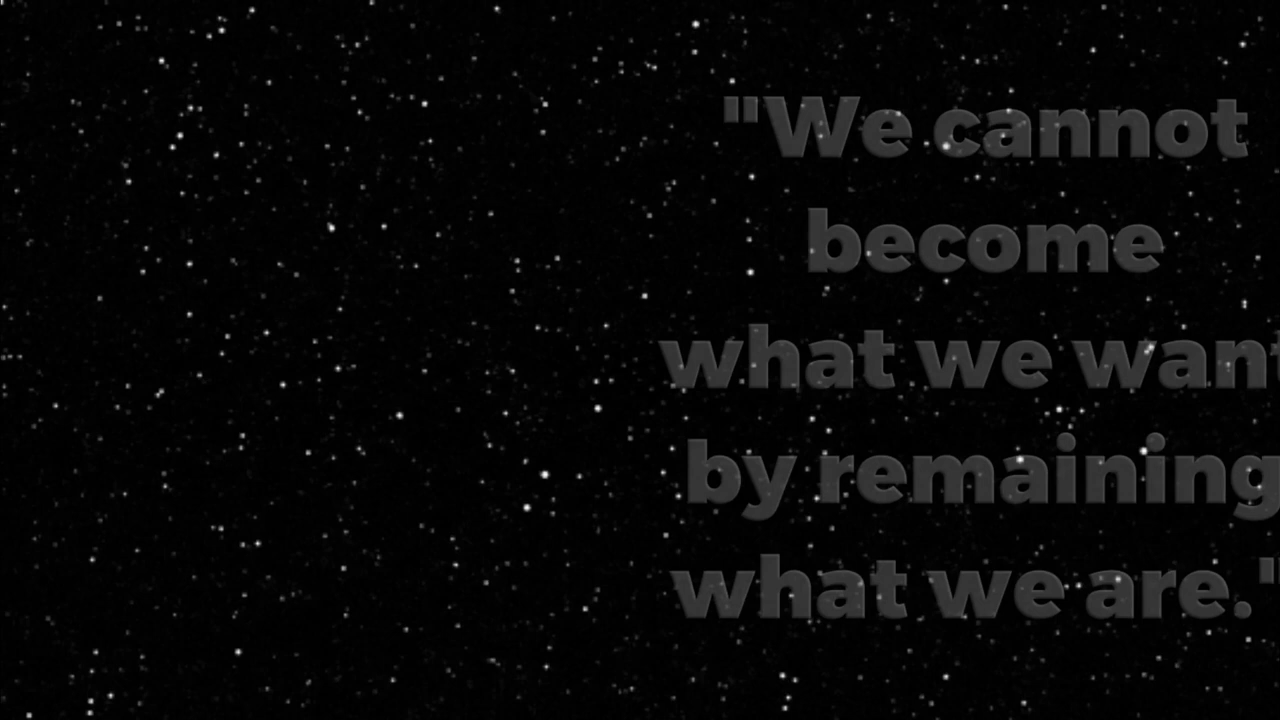 "We cannot
become
what we want
by remaining
what we are."